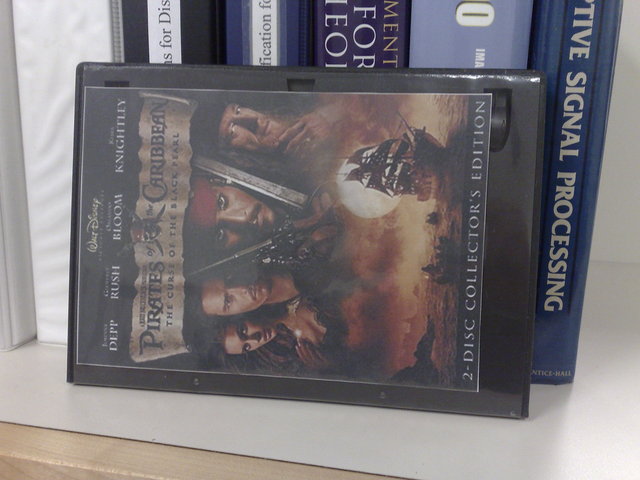 s for Dis
fication fo
FOR
MENT
EO
IMA
TIVE SIGNAL PROCESSING
NTICE-HALL
WALT DISNEY
JOHNNY DEPP
GEOFFREY RUSH
ORLANDO BLOOM
KEIRA KNIGHTLEY
PIRATES of the CARIBBEAN
THE CURSE OF THE BLACK PEARL
2-DISC COLLECTOR'S EDITION